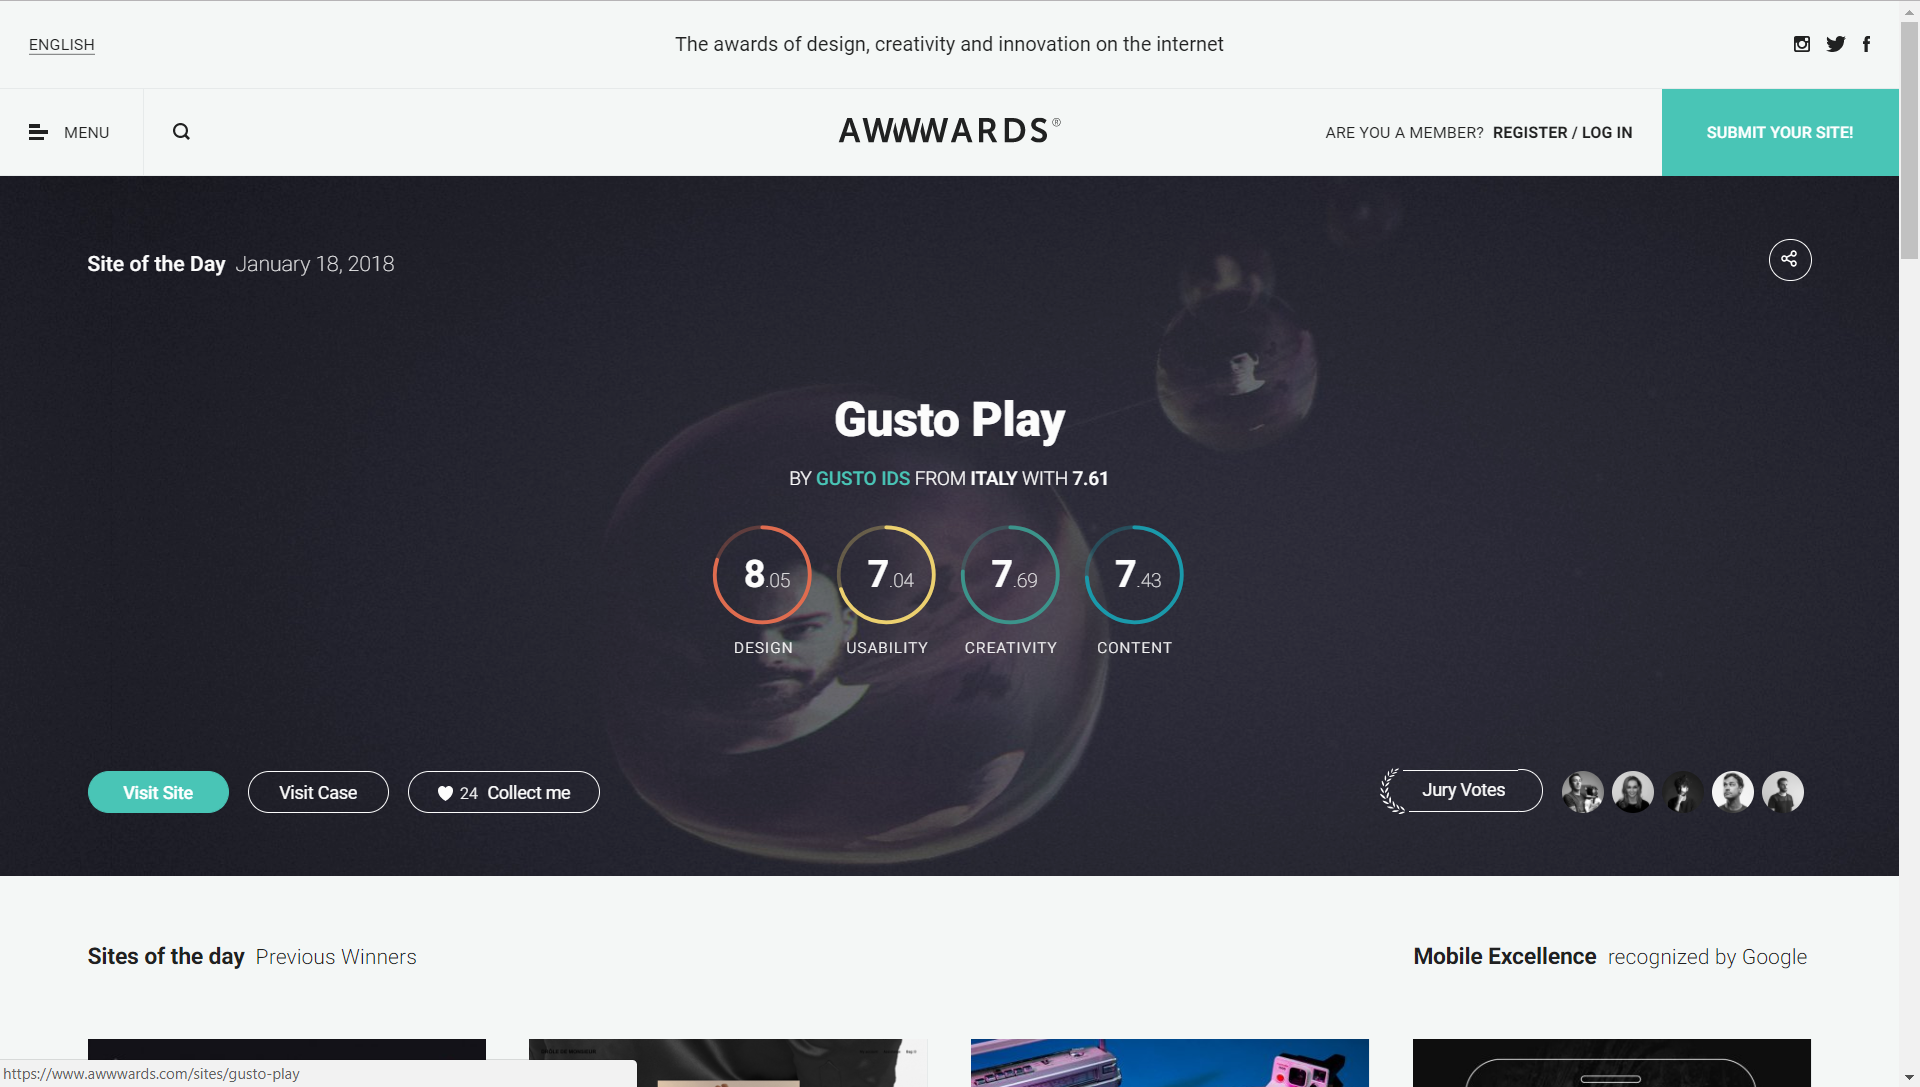 ENGLISH
The awards of design, creativity and innovation on the internet
MENU
AWWWARDS®
ARE YOU A MEMBER? REGISTER / LOG IN
SUBMIT YOUR SITE!
Site of the Day January 18, 2018
Gusto Play
BY GUSTO IDS FROM ITALY WITH 7.61
8.05 7.04 7.69 7.43
DESIGN USABILITY CREATIVITY CONTENT
Visit Site
Visit Case
24 Collect me
Jury Votes
Sites of the day Previous Winners
Mobile Excellence recognized by Google
https://www.awwwards.com/sites/gusto-play